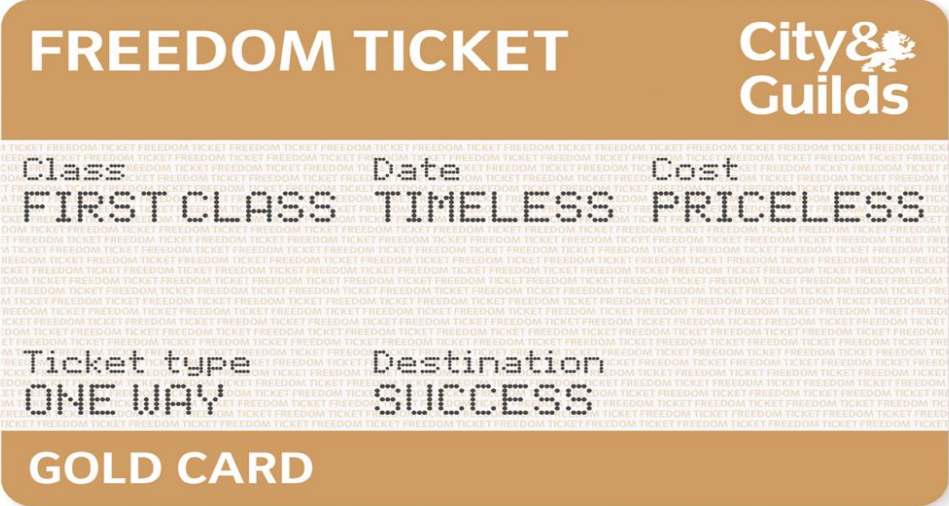 FREEDOM TICKET
City&
Guilds
Class Date Cost
FIRST CLASS TIMELESS PRICELESS
Ticket type Destination
ONE WAY SUCCESS
GOLD CARD